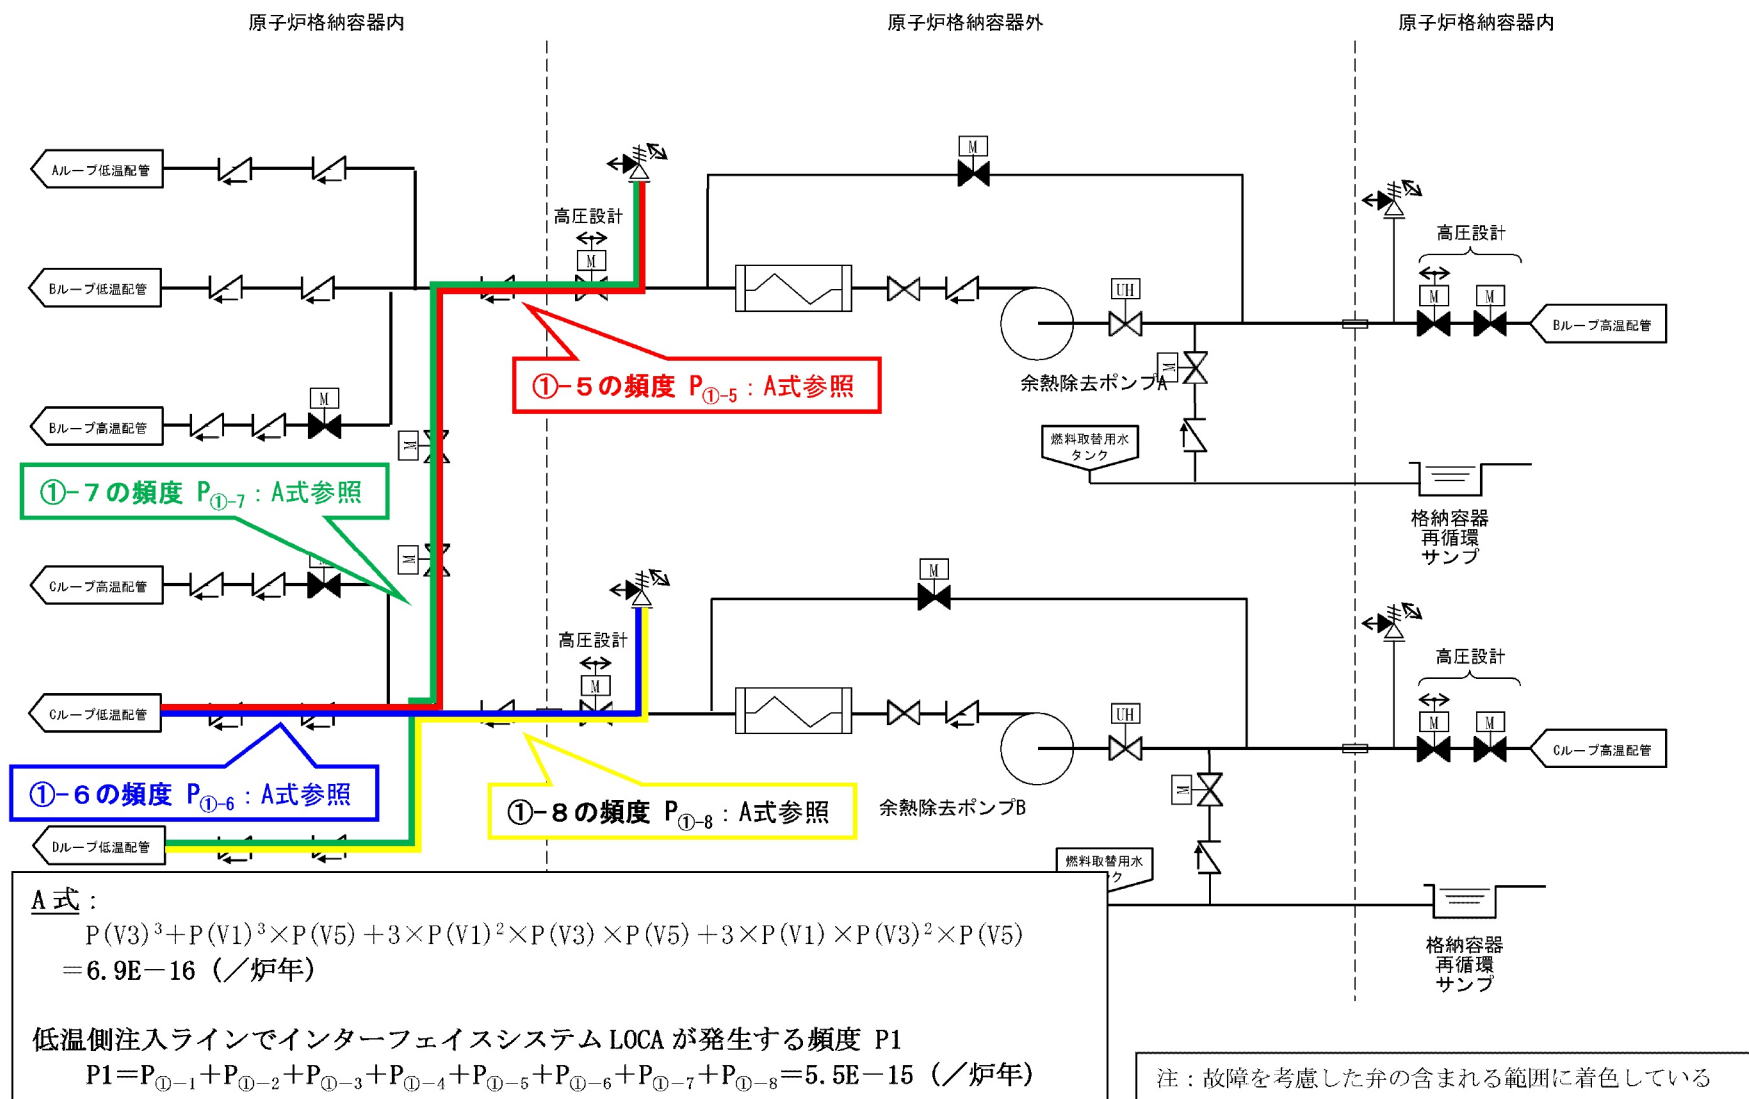 原子炉格納容器内
原子炉格納容器外
原子炉格納容器内
Aループ低温配管
M
高圧設計
M
高圧設計
M
M
Bループ低温配管
UH
Bループ高温配管
①-5の頻度 P①-5：A式参照
余熱除去ポンプA
M
M
Bループ高温配管
M
燃料取替用水
タンク
①-7の頻度 P①-7：A式参照
格納容器
再循環
サンプ
M
M
Cループ高温配管
M
高圧設計
M
高圧設計
M
M
Cループ低温配管
UH
Cループ高温配管
①-6の頻度 P①-6：A式参照
①-8の頻度 P①-8：A式参照
余熱除去ポンプB
M
Dループ低温配管
燃料取替用水
ク
A式：
P(V3)³＋P(V1)³×P(V5)＋3×P(V1)²×P(V3)×P(V5)＋3×P(V1)×P(V3)²×P(V5)
＝6.9E－16（／炉年）
格納容器
再循環
サンプ
低温側注入ラインでインターフェイスシステムLOCAが発生する頻度 P1
P1＝P①－1＋P①－2＋P①－3＋P①－4＋P①－5＋P①－6＋P①－7＋P①－8＝5.5E－15（／炉年）
注：故障を考慮した弁の含まれる範囲に着色している